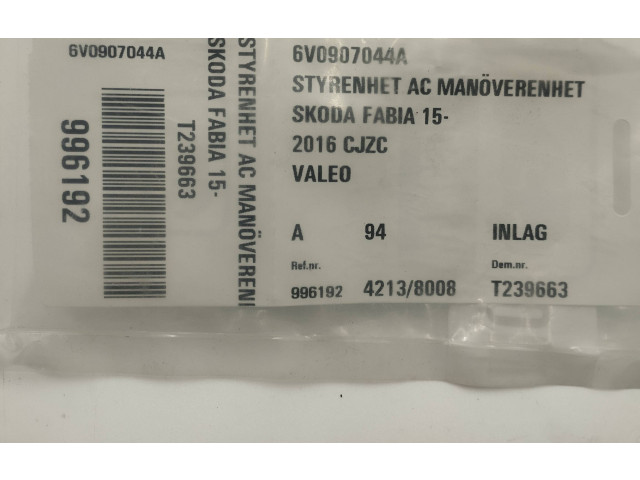 6V0907044A
996192
T239663
SKODA FABIA 15-
STYRENHET AC MANÖVEREN
6V0907044A
STYRENHET AC MANÖVERENHET
SKODA FABIA 15-
2016 CJZC
VALEO
A 94 INLAG
Ref.nr. Dem.nr.
996192 4213/8008 T239663